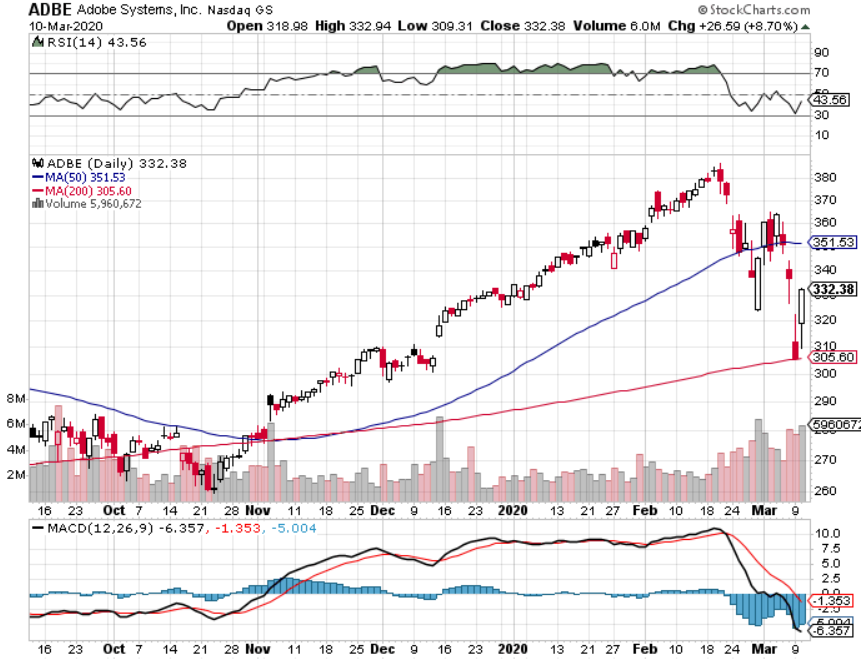 ADBE Adobe Systems, Inc. Nasdaq GS © StockCharts.com
10-Mar-2020 Open 318.98 High 332.94 Low 309.31 Close 332.38 Volume 6.0M Chg +26.59 (+8.70%)
RSI(14) 43.56
90
70
50
43.56
30
10
ADBE (Daily) 332.38
MA(50) 351.53
MA(200) 305.60
Volume 5,960,672
380
370
360
351.53
340
332.38
330
320
310
305.60
300
290
280
270
260
8M
6M
4M
2M
5960672
16 23 Oct 7 14 21 28 Nov 11 18 25 Dec 9 16 23 2020 13 21 27 Feb 10 18 24 Mar 9
MACD(12,26,9) -6.357, -1.353, -5.004
10.0
7.5
5.0
2.5
0.0
-1.353
-2.5
-5.004
-6.357
16 23 Oct 7 14 21 28 Nov 11 18 25 Dec 9 16 23 2020 13 21 27 Feb 10 18 24 Mar 9